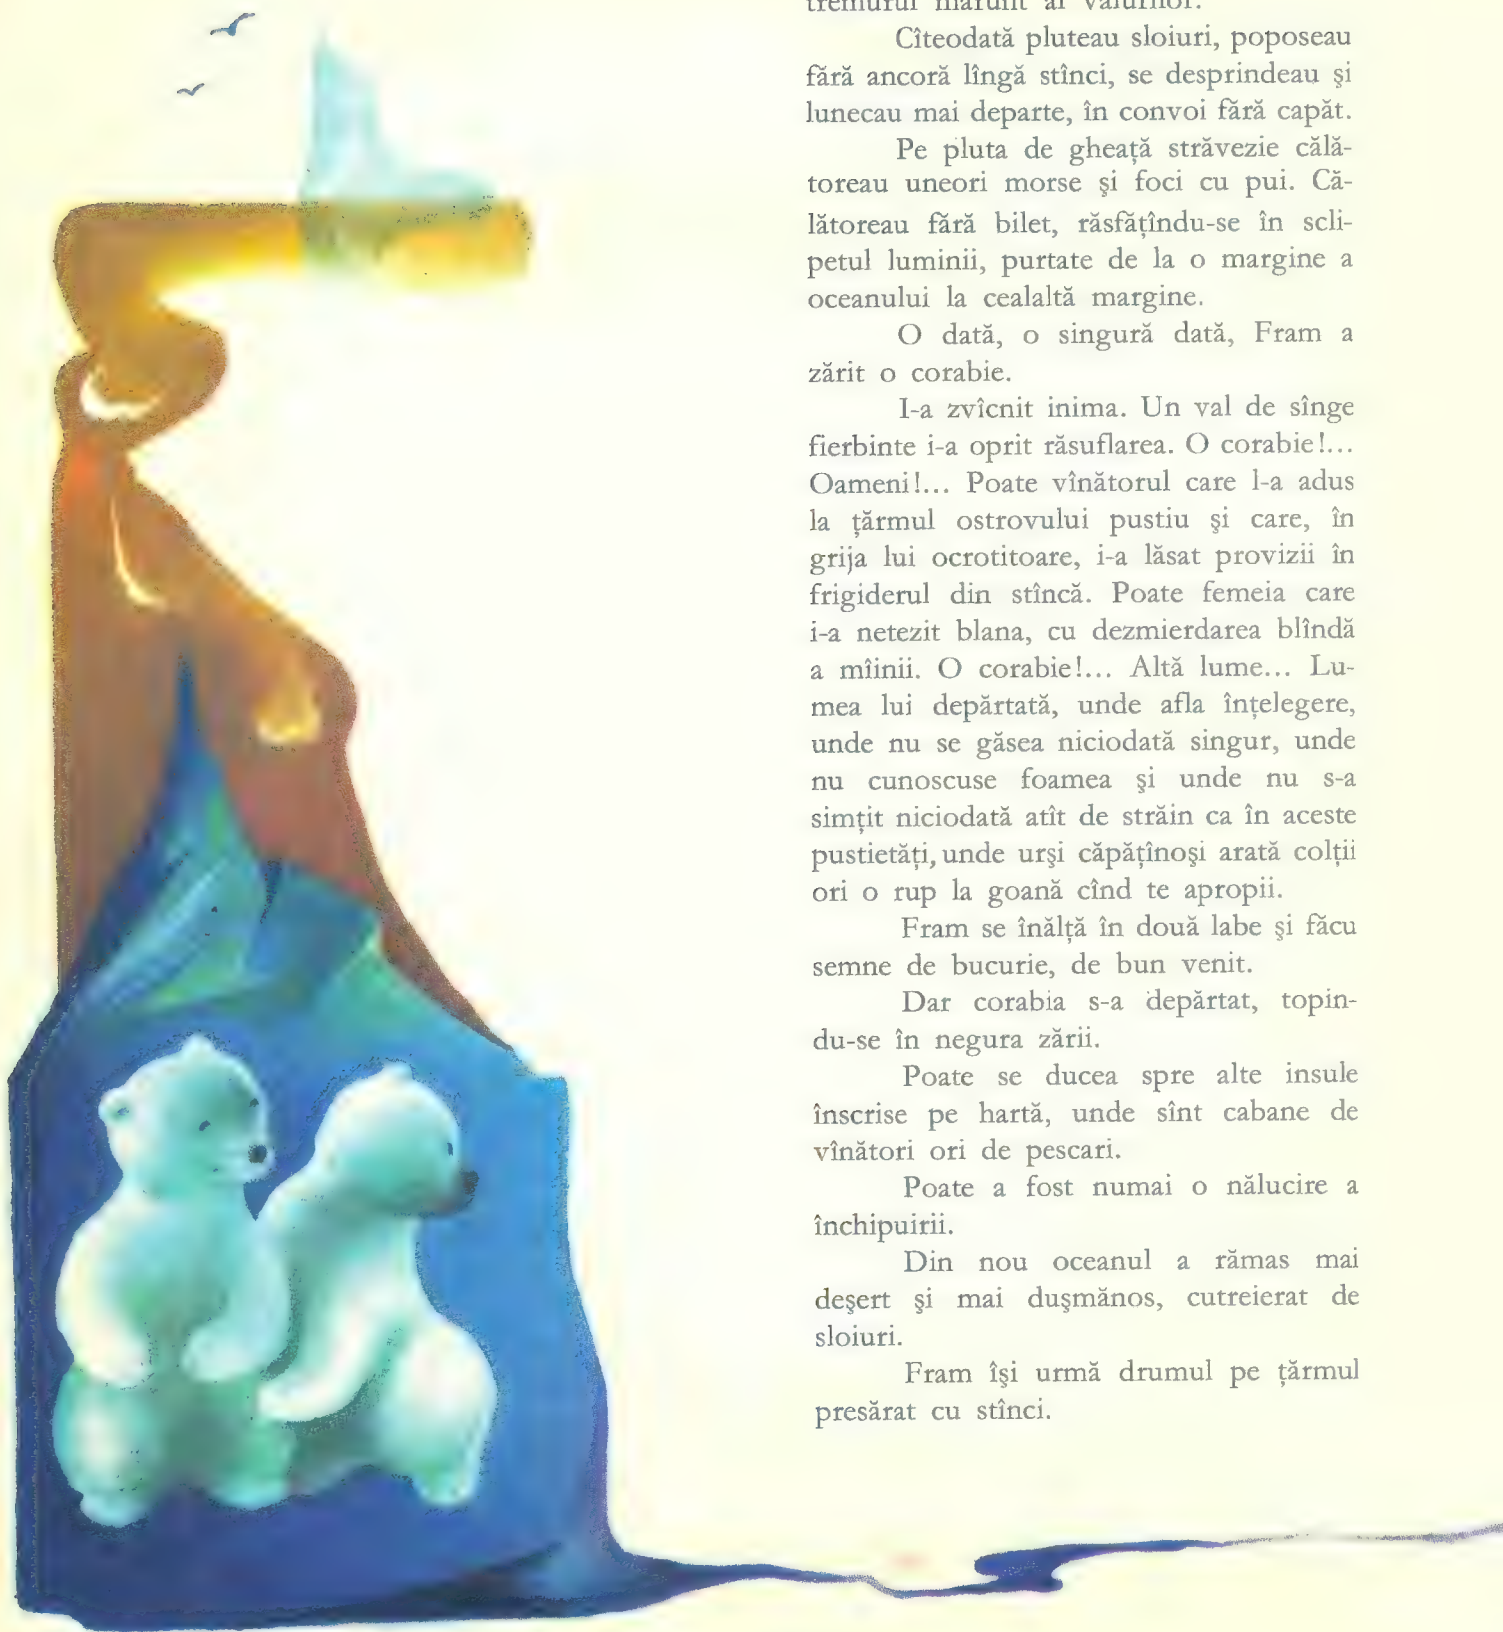 tremurul mărunt al valurilor.
Cîteodată pluteau sloiuri, poposeau
fără ancoră lîngă stînci, se desprindeau şi
lunecau mai departe, în convoi fără capăt.
Pe pluta de gheaţă străvezie călă-
toreau uneori morse şi foci cu pui. Că-
lătoreau fără bilet, răsfăţîndu-se în scli-
petul luminii, purtate de la o margine a
oceanului la cealaltă margine.
O dată, o singură dată, Fram a
zărit o corabie.
I-a zvîcnit inima. Un val de sînge
fierbinte i-a oprit răsuflarea. O corabie!...
Oameni!... Poate vînătorul care l-a adus
la ţărmul ostrovului pustiu şi care, în
grija lui ocrotitoare, i-a lăsat provizii în
frigiderul din stîncă. Poate femeia care
i-a netezit blana, cu dezmierdarea blîndă
a mîinii. O corabie!... Altă lume... Lu-
mea lui depărtată, unde afla înţelegere,
unde nu se găsea niciodată singur, unde
nu cunoscuse foamea şi unde nu s-a
simţit niciodată atît de străin ca în aceste
pustietăţi, unde urşi căpăţînoşi arată colţii
ori o rup la goană cînd te apropii.
Fram se înălţă în două labe şi făcu
semne de bucurie, de bun venit.
Dar corabia s-a depărtat, topin-
du-se în negura zării.
Poate se ducea spre alte insule
înscrise pe hartă, unde sînt cabane de
vînători ori de pescari.
Poate a fost numai o nălucire a
închipuirii.
Din nou oceanul a rămas mai
deşert şi mai duşmănos, cutreierat de
sloiuri.
Fram îşi urmă drumul pe ţărmul
presărat cu stînci.